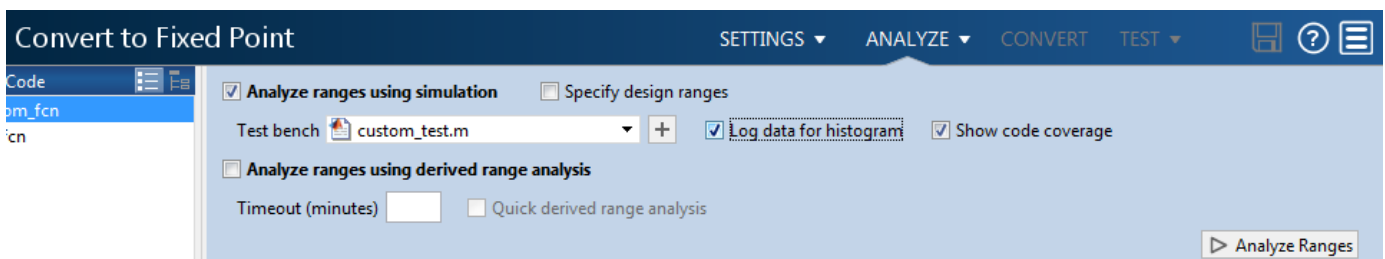 Convert to Fixed Point
SETTINGS ANALYZE CONVERT TEST
Code
om_fcn
fcn
Analyze ranges using simulation Specify design ranges
Test bench custom_test.m Log data for histogram Show code coverage
Analyze ranges using derived range analysis
Timeout (minutes) Quick derived range analysis
Analyze Ranges